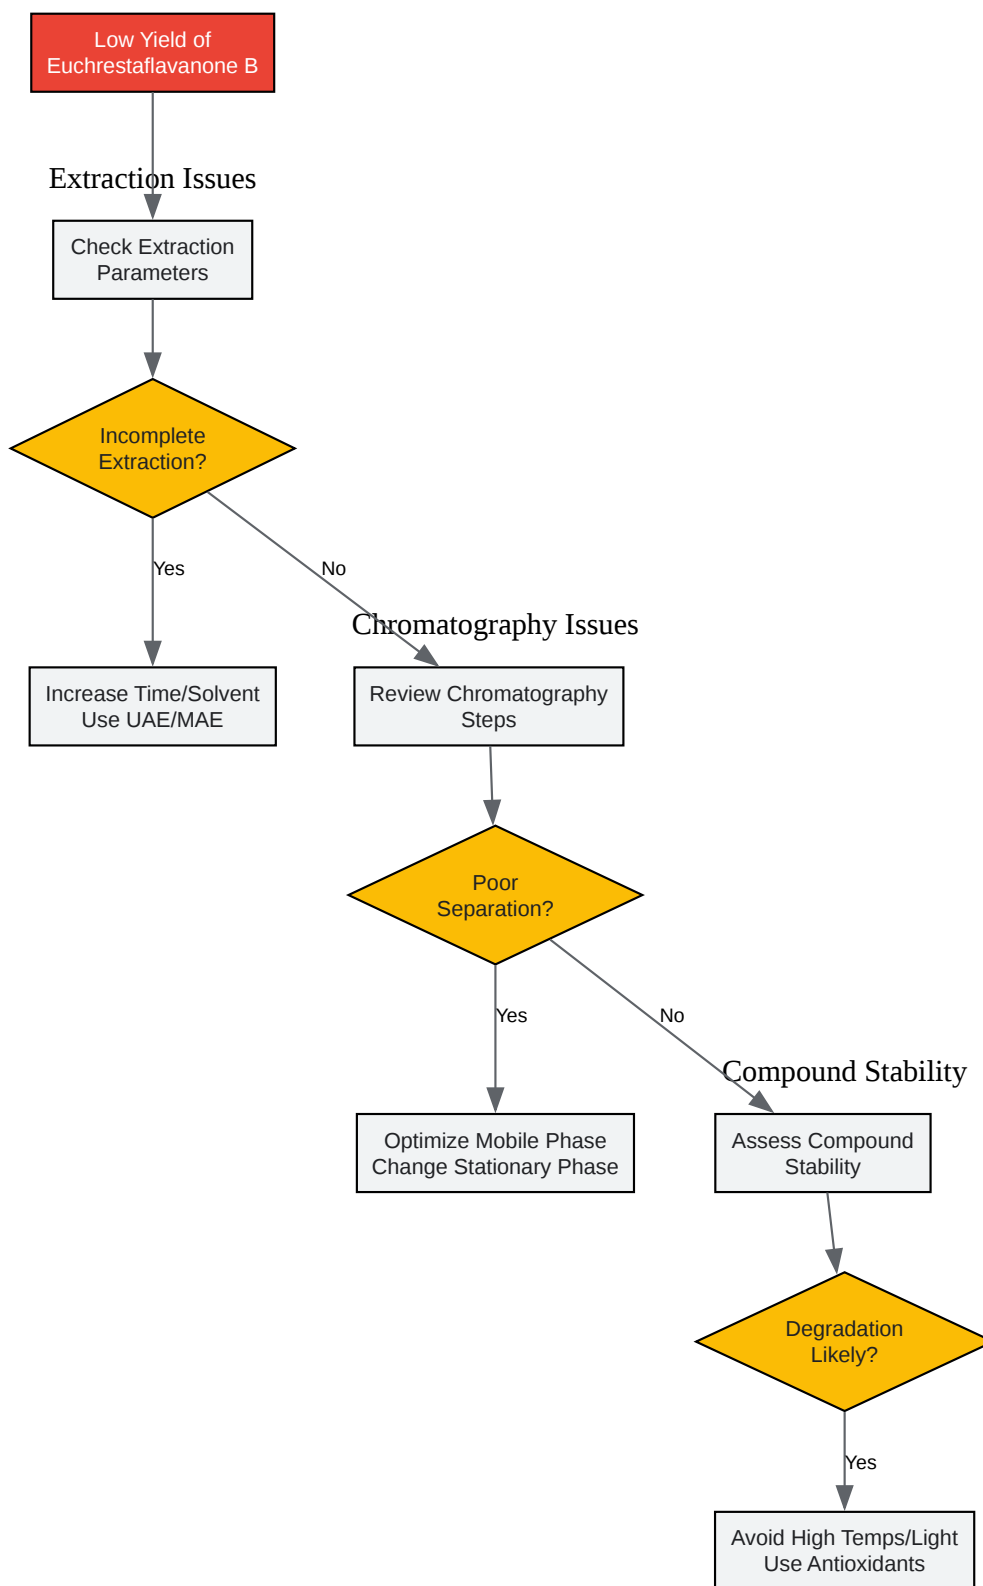 Low Yield of
Euchrestaflavanone B
Extraction Issues
Check Extraction
Parameters
Incomplete
Extraction?
Yes
No
Chromatography Issues
Increase Time/Solvent
Use UAE/MAE
Review Chromatography
Steps
Poor
Separation?
Yes
No
Compound Stability
Optimize Mobile Phase
Change Stationary Phase
Assess Compound
Stability
Degradation
Likely?
Yes
Avoid High Temps/Light
Use Antioxidants